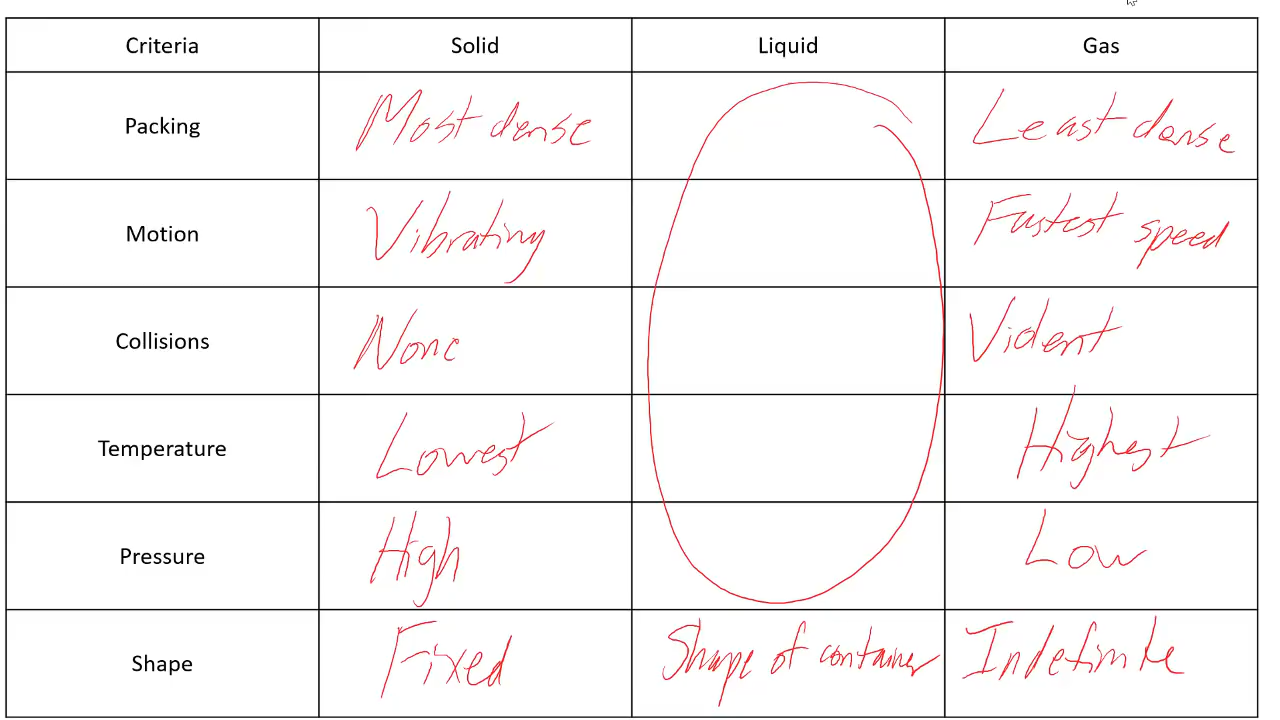 Criteria Solid Liquid Gas
Packing Most dense Least dense
Motion Vibrating Fastest speed
Collisions None Violent
Temperature Lowest Highest
Pressure High Low
Shape Fixed Shape of container Indefinite